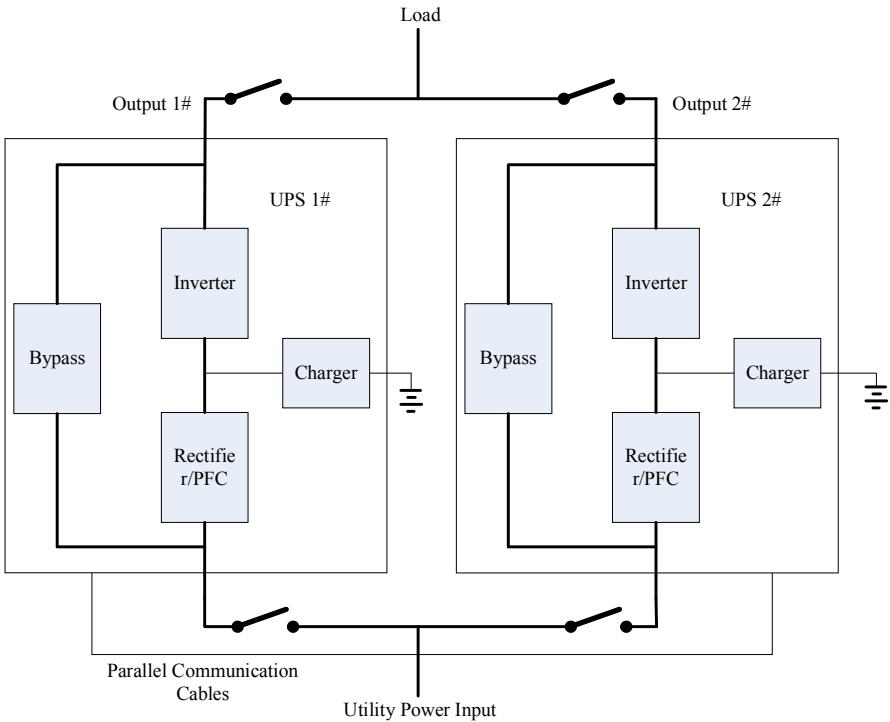 Load
Output 1#
Output 2#
UPS 1#
UPS 2#
Inverter
Inverter
Bypass
Charger
Bypass
Charger
Rectifie
r/PFC
Rectifie
r/PFC
Parallel Communication
Cables
Utility Power Input